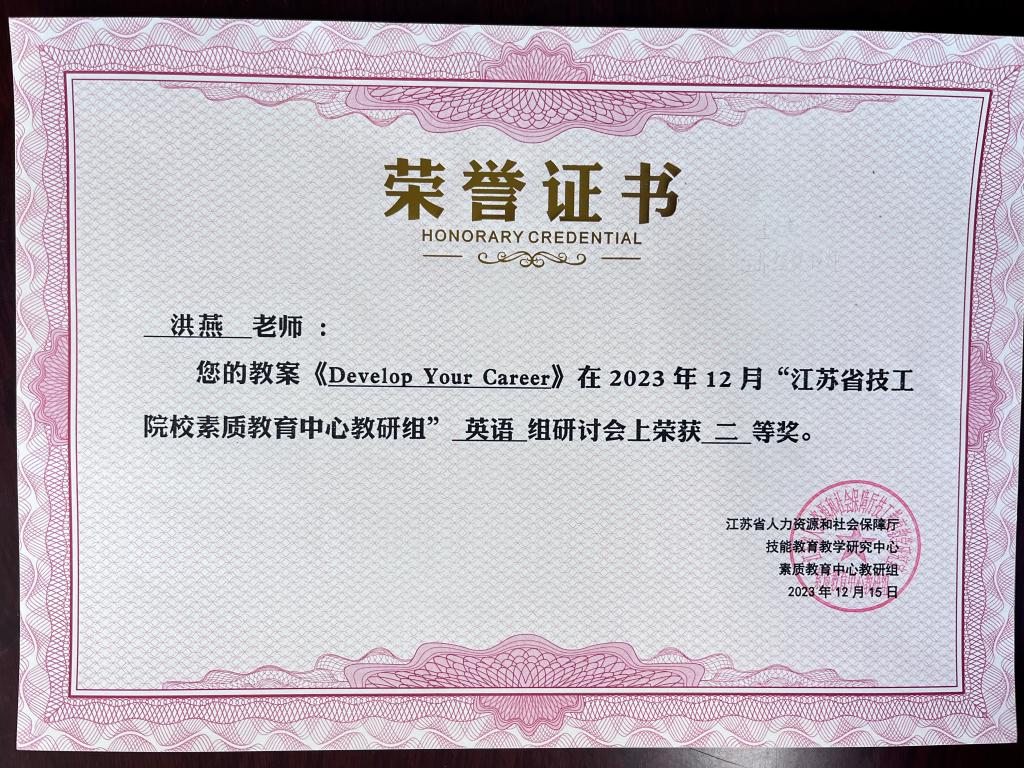 荣誉证书
HONORARY CREDENTIAL
洪燕 老师 ：
您的教案《Develop Your Career》在 2023 年 12 月“江苏省技工
院校素质教育中心教研组” 英语 组研讨会上荣获 二 等奖。
江苏省人力资源和社会保障厅
技能教育教学研究中心
素质教育中心教研组
2023 年 12 月 15 日